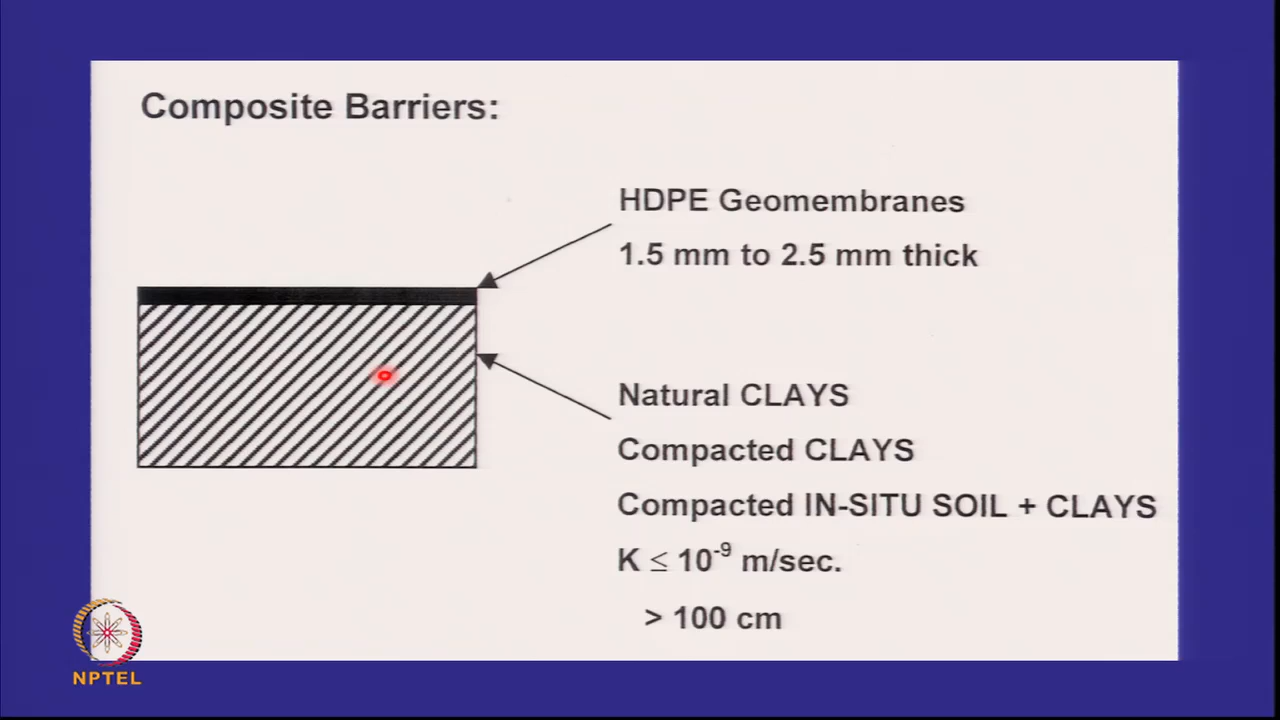 Composite Barriers:
HDPE Geomembranes
1.5 mm to 2.5 mm thick
Natural CLAYS
Compacted CLAYS
Compacted IN-SITU SOIL + CLAYS
K ≤ 10⁻⁹ m/sec.
> 100 cm
NPTEL